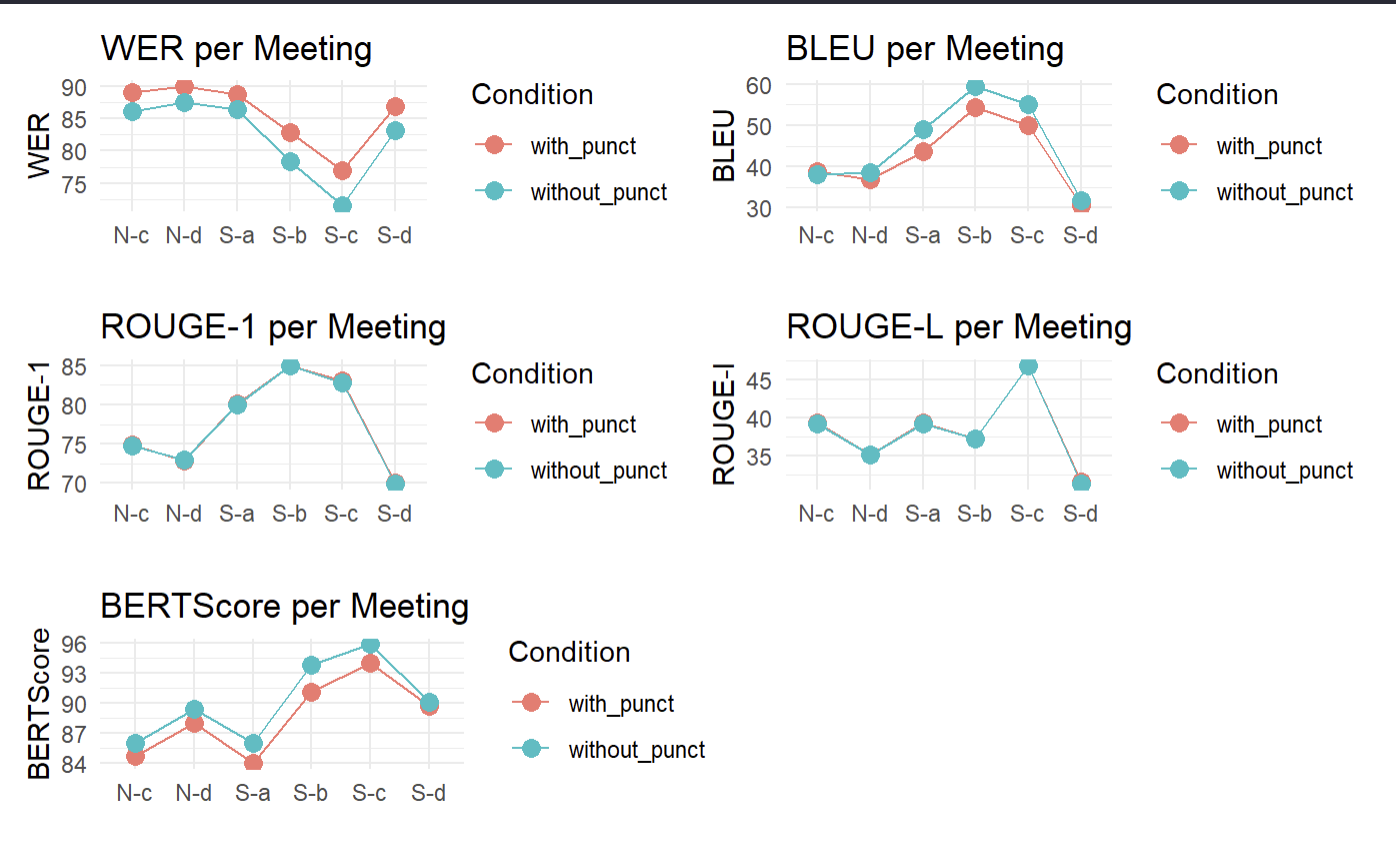 WER per Meeting
WER
90
85
80
75
N-c N-d S-a S-b S-c S-d
Condition
with_punct
without_punct
BLEU per Meeting
BLEU
60
50
40
30
N-c N-d S-a S-b S-c S-d
Condition
with_punct
without_punct
ROUGE-1 per Meeting
ROUGE-1
85
80
75
70
N-c N-d S-a S-b S-c S-d
Condition
with_punct
without_punct
ROUGE-L per Meeting
ROUGE-l
45
40
35
N-c N-d S-a S-b S-c S-d
Condition
with_punct
without_punct
BERTScore per Meeting
BERTScore
96
93
90
87
84
N-c N-d S-a S-b S-c S-d
Condition
with_punct
without_punct